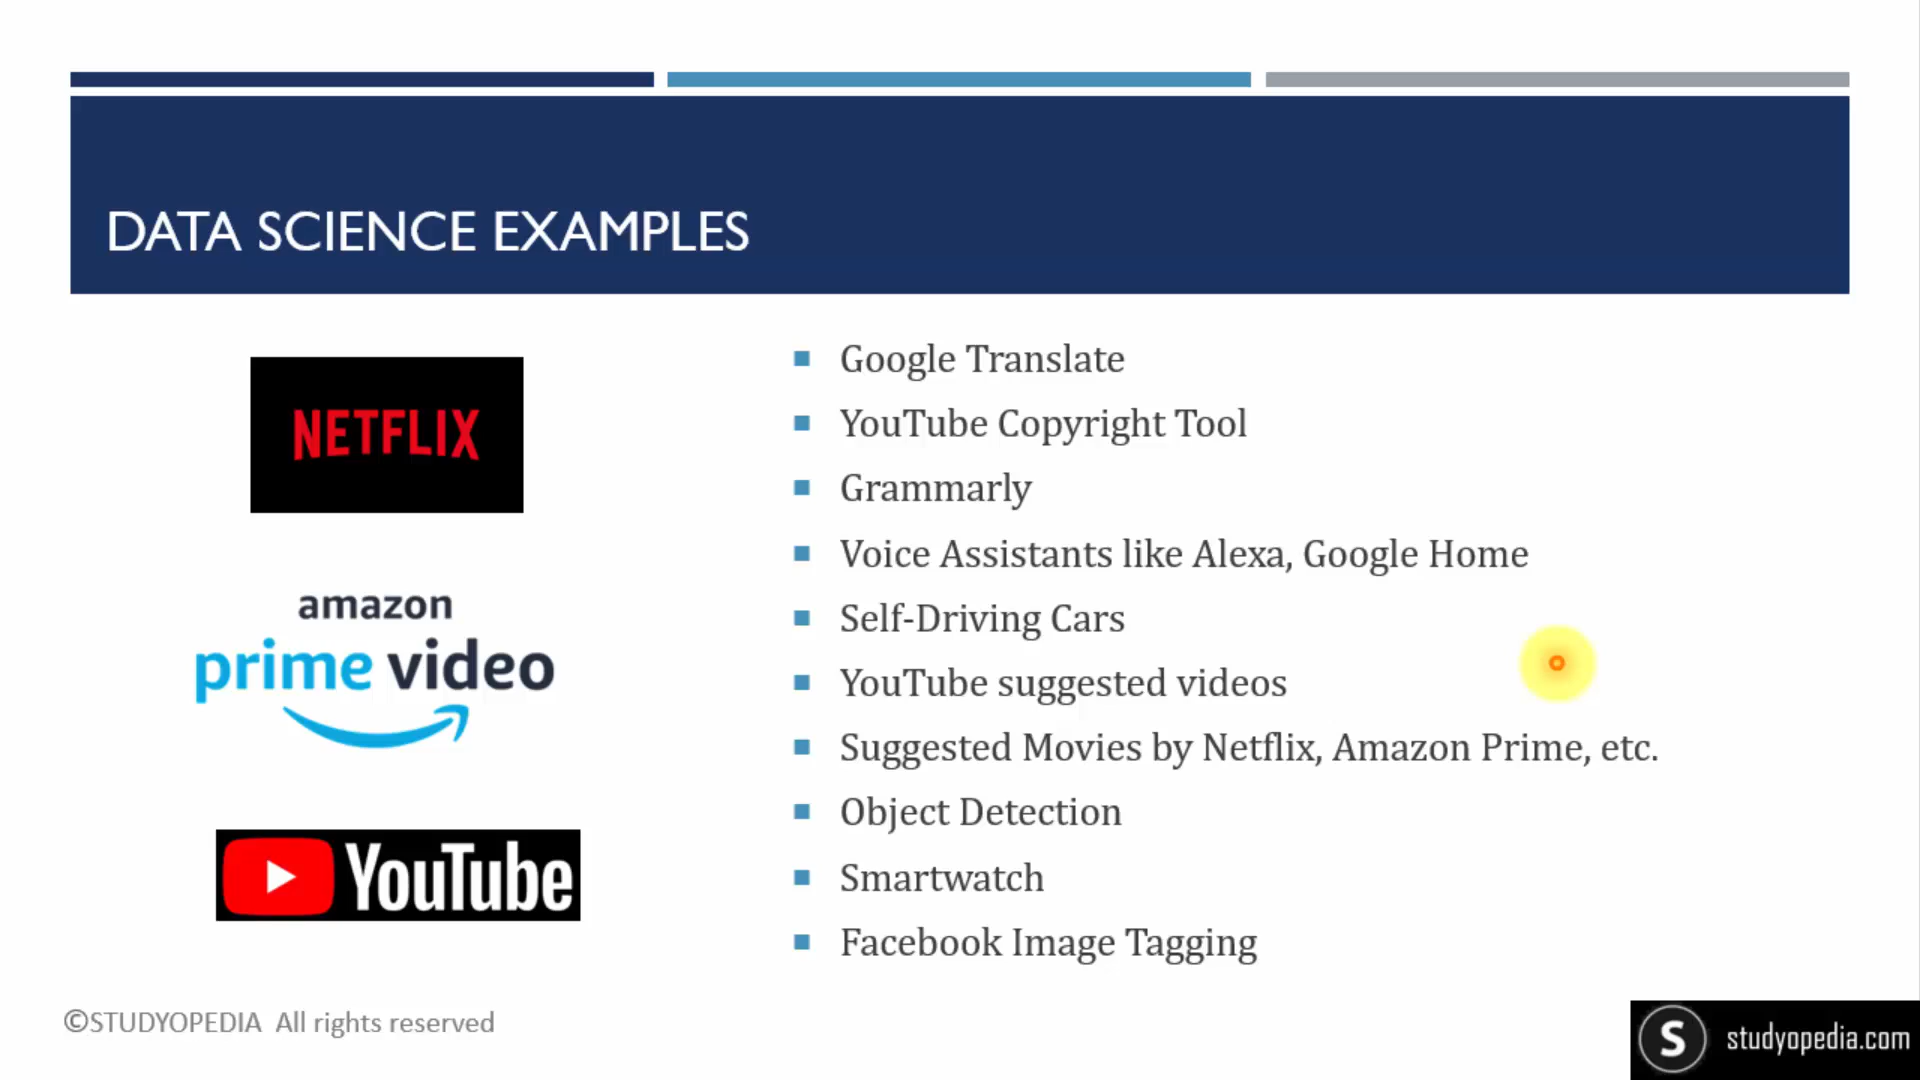 DATA SCIENCE EXAMPLES
NETFLIX
amazon
prime video
YouTube
Google Translate
YouTube Copyright Tool
Grammarly
Voice Assistants like Alexa, Google Home
Self-Driving Cars
YouTube suggested videos
Suggested Movies by Netflix, Amazon Prime, etc.
Object Detection
Smartwatch
Facebook Image Tagging
©STUDYOPEDIA All rights reserved
S studyopedia.com